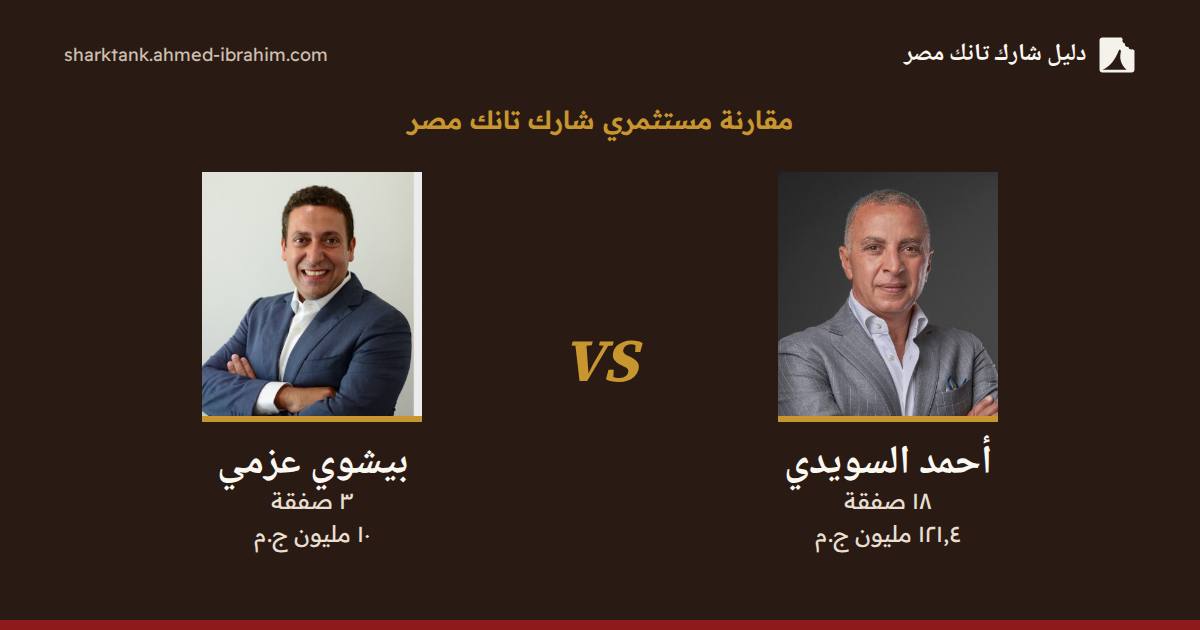 دليل شارك تانك مصر
sharktank.ahmed-ibrahim.com
مقارنة مستثمري شارك تانك مصر
أحمد السويدي
١٨ صفقة
١٢١,٤ مليون ج.م
VS
بيشوي عزمي
٣ صفقة
١٠ مليون ج.م